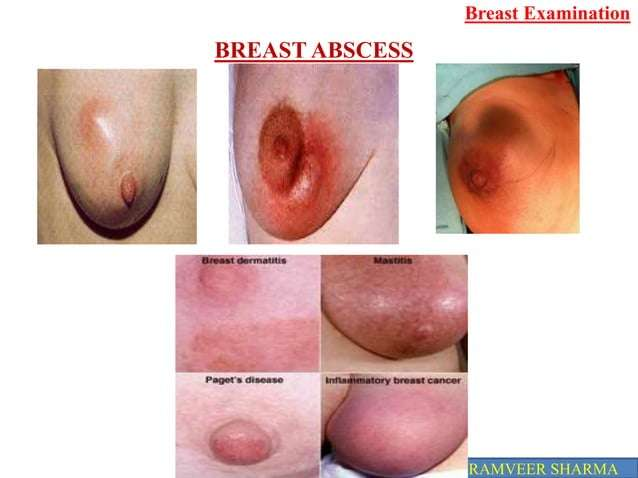 Breast Examination
BREAST ABSCESS
Breast dermatitis
Mastitis
Paget's disease
Inflammatory breast cancer
RAMVEER SHARMA